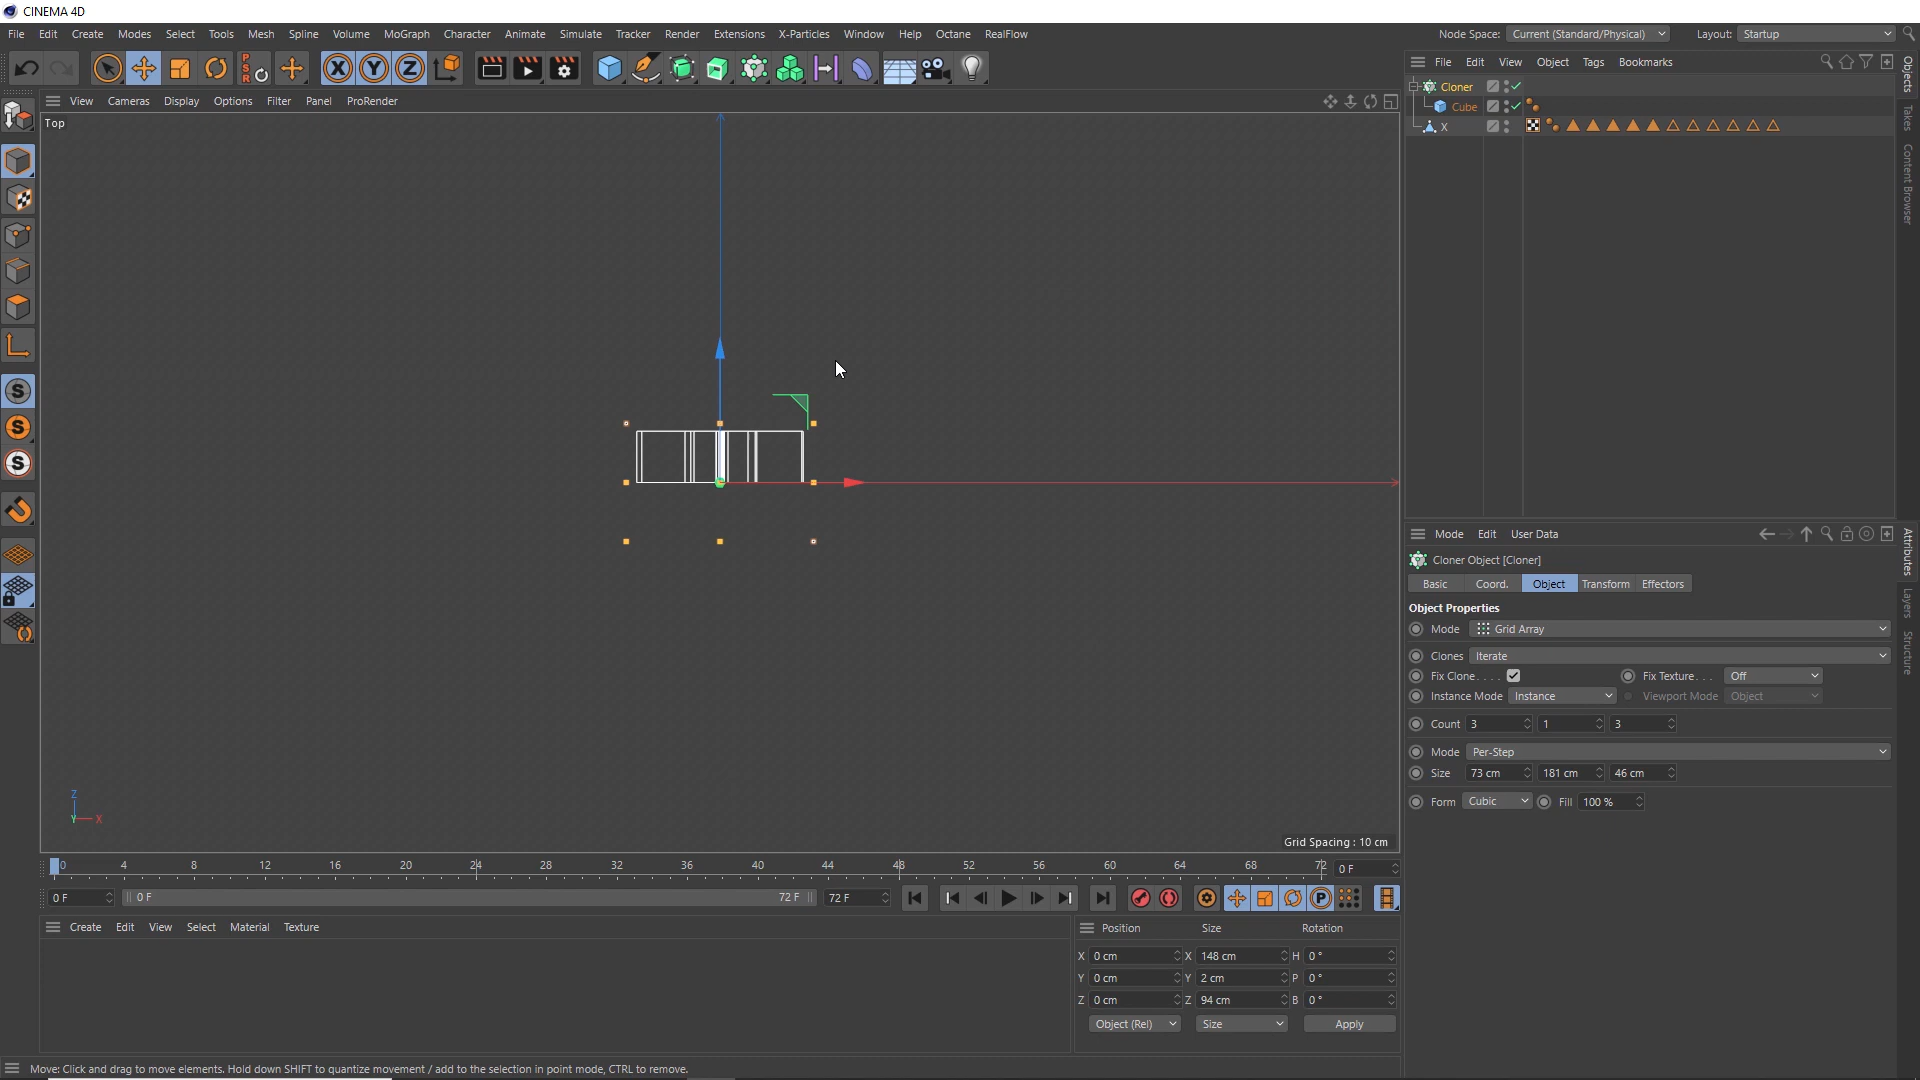 CINEMA 4D
File Edit Create Modes Select Tools Mesh Spline Volume MoGraph Character Animate Simulate Tracker Render Extensions X-Particles Window Help Octane RealFlow
Node Space: Current (Standard/Physical) Layout: Startup
P
S
R
X Y Z
View Cameras Display Options Filter Panel ProRender
Top
File Edit View Object Tags Bookmarks
Cloner
Cube
X
Objects
Takes
Content Browser
Mode Edit User Data
Cloner Object [Cloner]
Basic Coord. Object Transform Effectors
Object Properties
Mode Grid Array
Clones Iterate
Fix Clone . . . . Fix Texture . . . Off
Instance Mode Instance Viewport Mode Object
Count 3 1 3
Mode Per-Step
Size 73 cm 181 cm 46 cm
Form Cubic Fill 100 %
Attributes
Layers
Structure
S
S
S
Z
Y X
Grid Spacing : 10 cm
0 4 8 12 16 20 24 28 32 36 40 44 48 52 56 60 64 68 72 0 F
0 F 0 F 72 F 72 F P
Create Edit View Select Material Texture
Position Size Rotation
X 0 cm X 148 cm H 0 °
Y 0 cm Y 2 cm P 0 °
Z 0 cm Z 94 cm B 0 °
Object (Rel) Size Apply
Move: Click and drag to move elements. Hold down SHIFT to quantize movement / add to the selection in point mode, CTRL to remove.